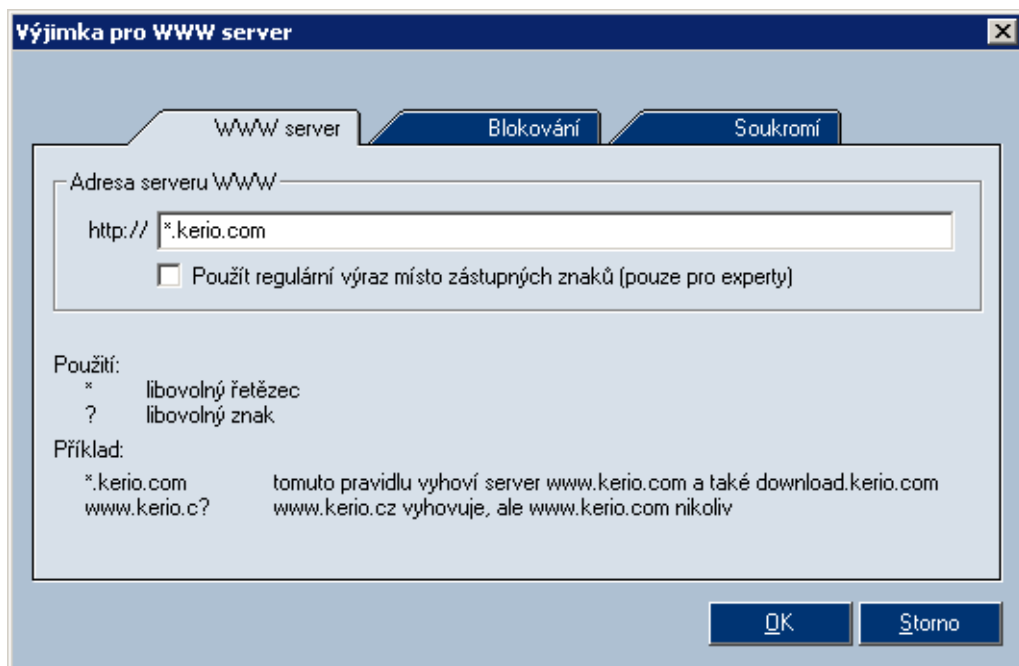 Výjimka pro WWW server
WWW server
Blokování
Soukromí
Adresa serveru WWW
http:// *.kerio.com
Použít regulární výraz místo zástupných znaků (pouze pro experty)
Použití:
* libovolný řetězec
? libovolný znak
Příklad:
*.kerio.com tomuto pravidlu vyhoví server www.kerio.com a také download.kerio.com
www.kerio.c? www.kerio.cz vyhovuje, ale www.kerio.com nikoliv
OK
Storno